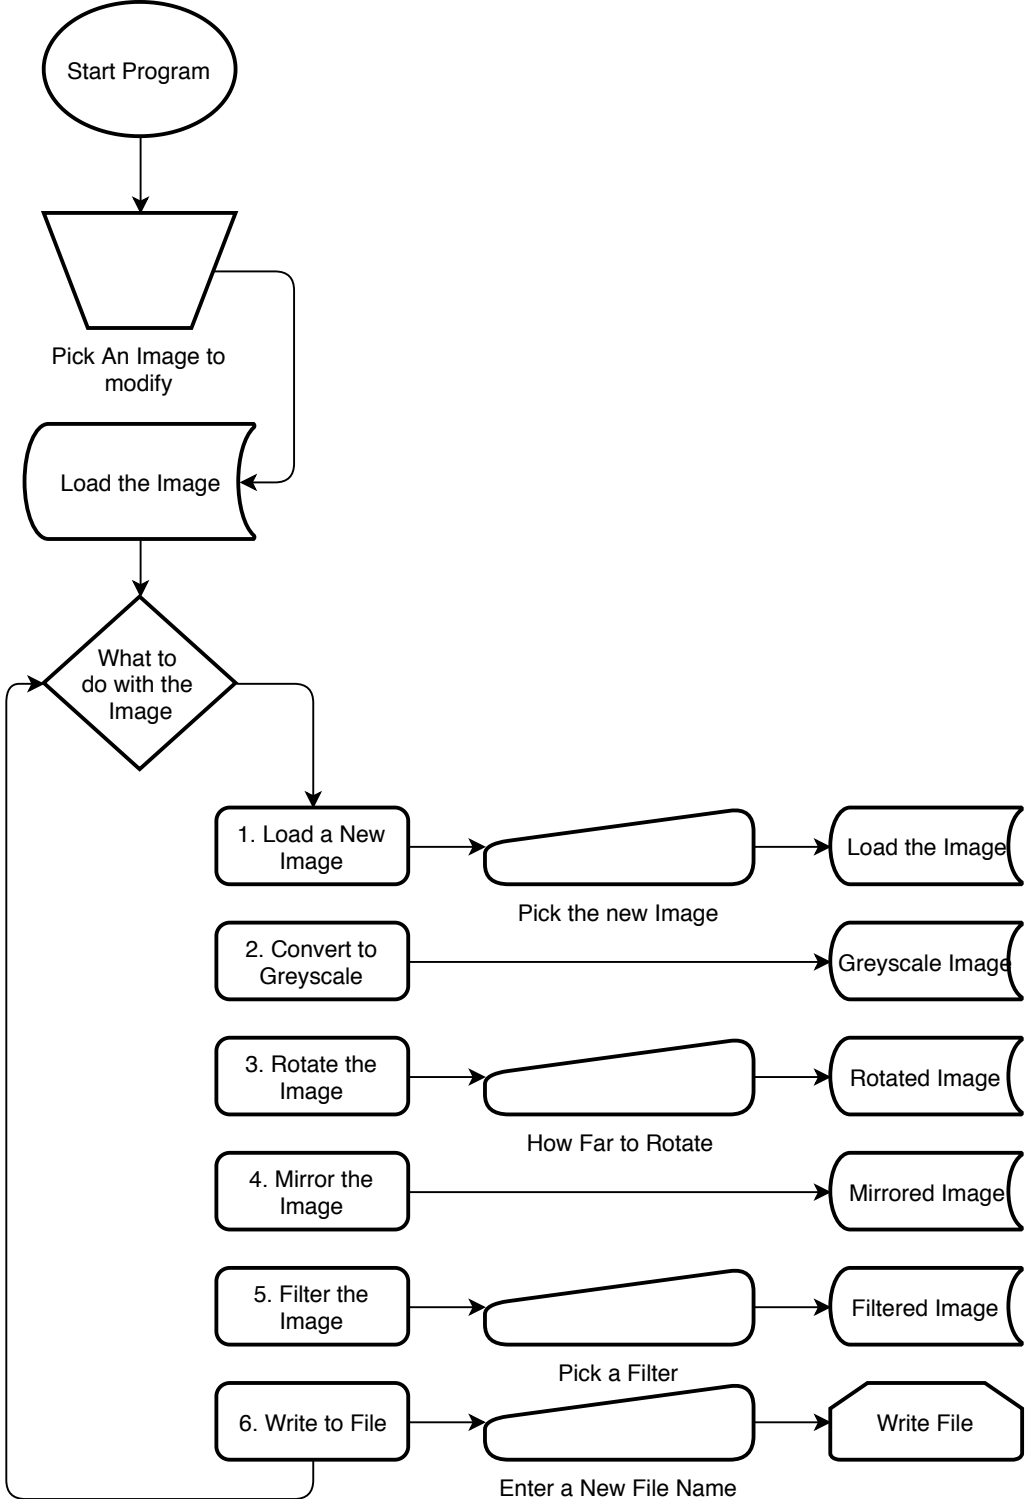 Start Program
Pick An Image to
modify
Load the Image
What to
do with the
Image
1. Load a New
Image
Pick the new Image
Load the Image
2. Convert to
Greyscale
Greyscale Image
3. Rotate the
Image
How Far to Rotate
Rotated Image
4. Mirror the
Image
Mirrored Image
5. Filter the
Image
Pick a Filter
Filtered Image
6. Write to File
Enter a New File Name
Write File